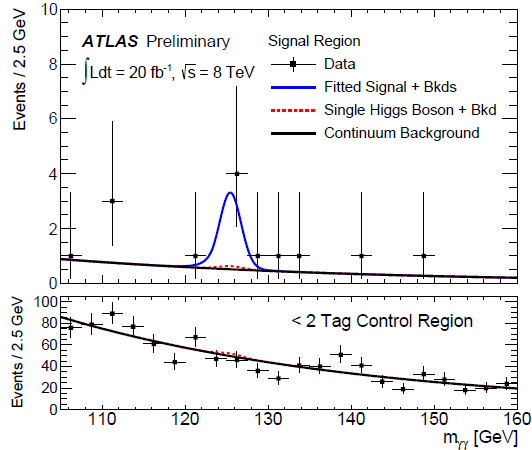 Events / 2.5 GeV
10
8
6
4
2
0
ATLAS Preliminary
∫Ldt = 20 fb⁻¹, √s = 8 TeV
Signal Region
Data
Fitted Signal + Bkds
Single Higgs Boson + Bkd
Continuum Background
Events / 2.5 GeV
100
80
60
40
20
0
< 2 Tag Control Region
110 120 130 140 150 160
mγγ [GeV]